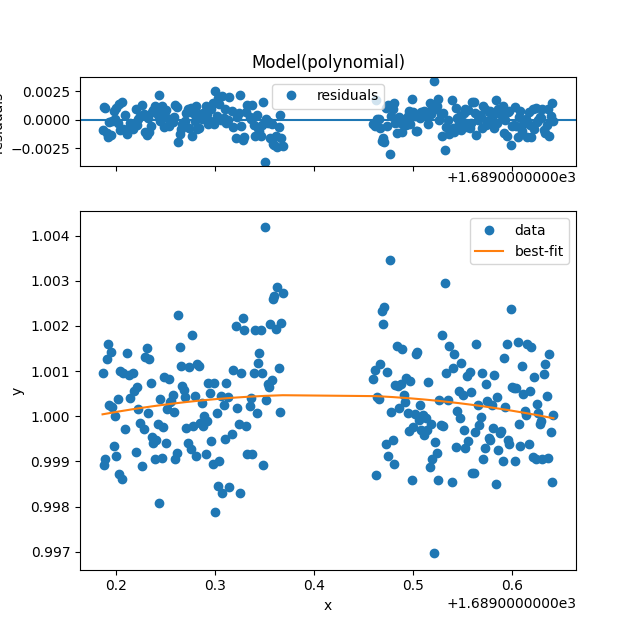 Model(polynomial)
0.0025
0.0000
−0.0025
residuals
residuals
+1.6890000000e3
1.004
1.003
1.002
1.001
1.000
0.999
0.998
0.997
y
data
best-fit
0.2 0.3 0.4 0.5 0.6
x
+1.6890000000e3